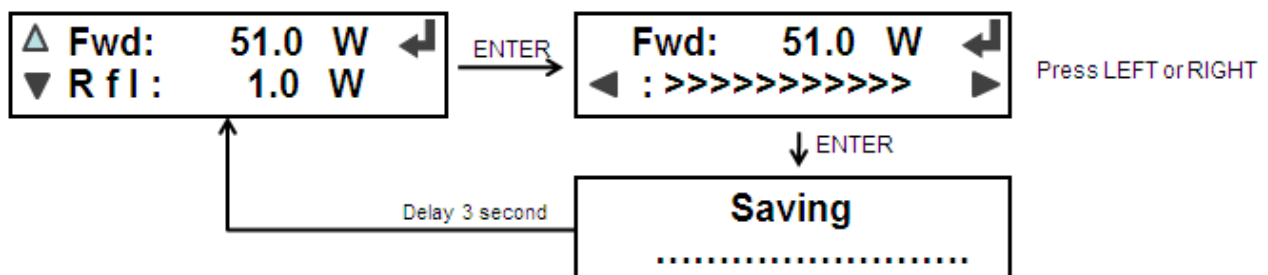 Fwd: 51.0 W
Rfl: 1.0 W
ENTER
Fwd: 51.0 W
: >>>>>>>>>>>
Press LEFT or RIGHT
ENTER
Saving
........................
Delay 3 second